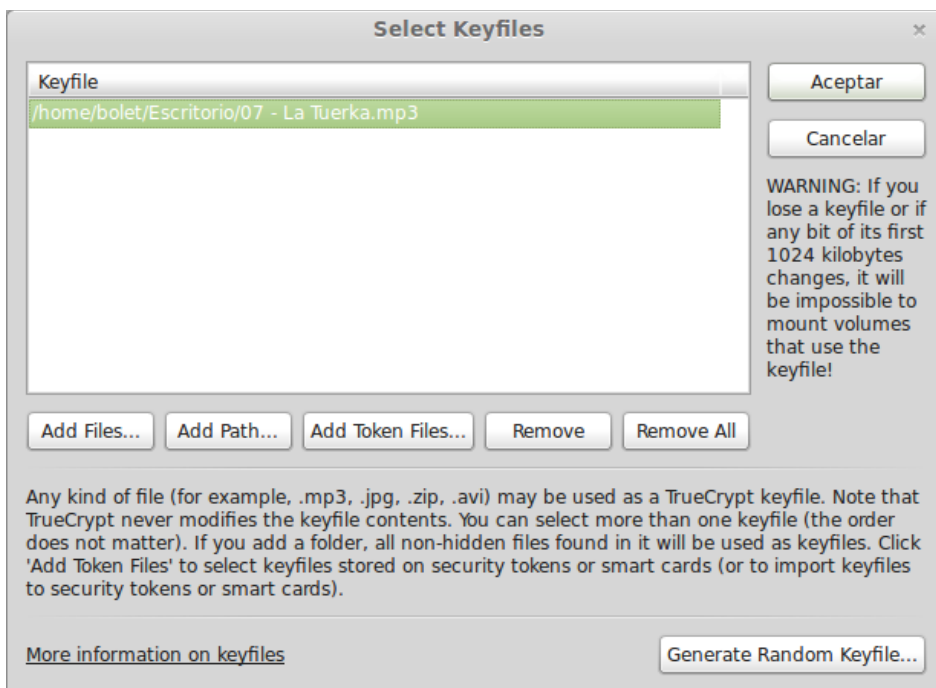 Select Keyfiles
×
Keyfile
/home/bolet/Escritorio/07 - La Tuerka.mp3
Aceptar
Cancelar
WARNING: If you
lose a keyfile or if
any bit of its first
1024 kilobytes
changes, it will
be impossible to
mount volumes
that use the
keyfile!
Add Files...
Add Path...
Add Token Files...
Remove
Remove All
Any kind of file (for example, .mp3, .jpg, .zip, .avi) may be used as a TrueCrypt keyfile. Note that
TrueCrypt never modifies the keyfile contents. You can select more than one keyfile (the order
does not matter). If you add a folder, all non-hidden files found in it will be used as keyfiles. Click
'Add Token Files' to select keyfiles stored on security tokens or smart cards (or to import keyfiles
to security tokens or smart cards).
More information on keyfiles
Generate Random Keyfile...